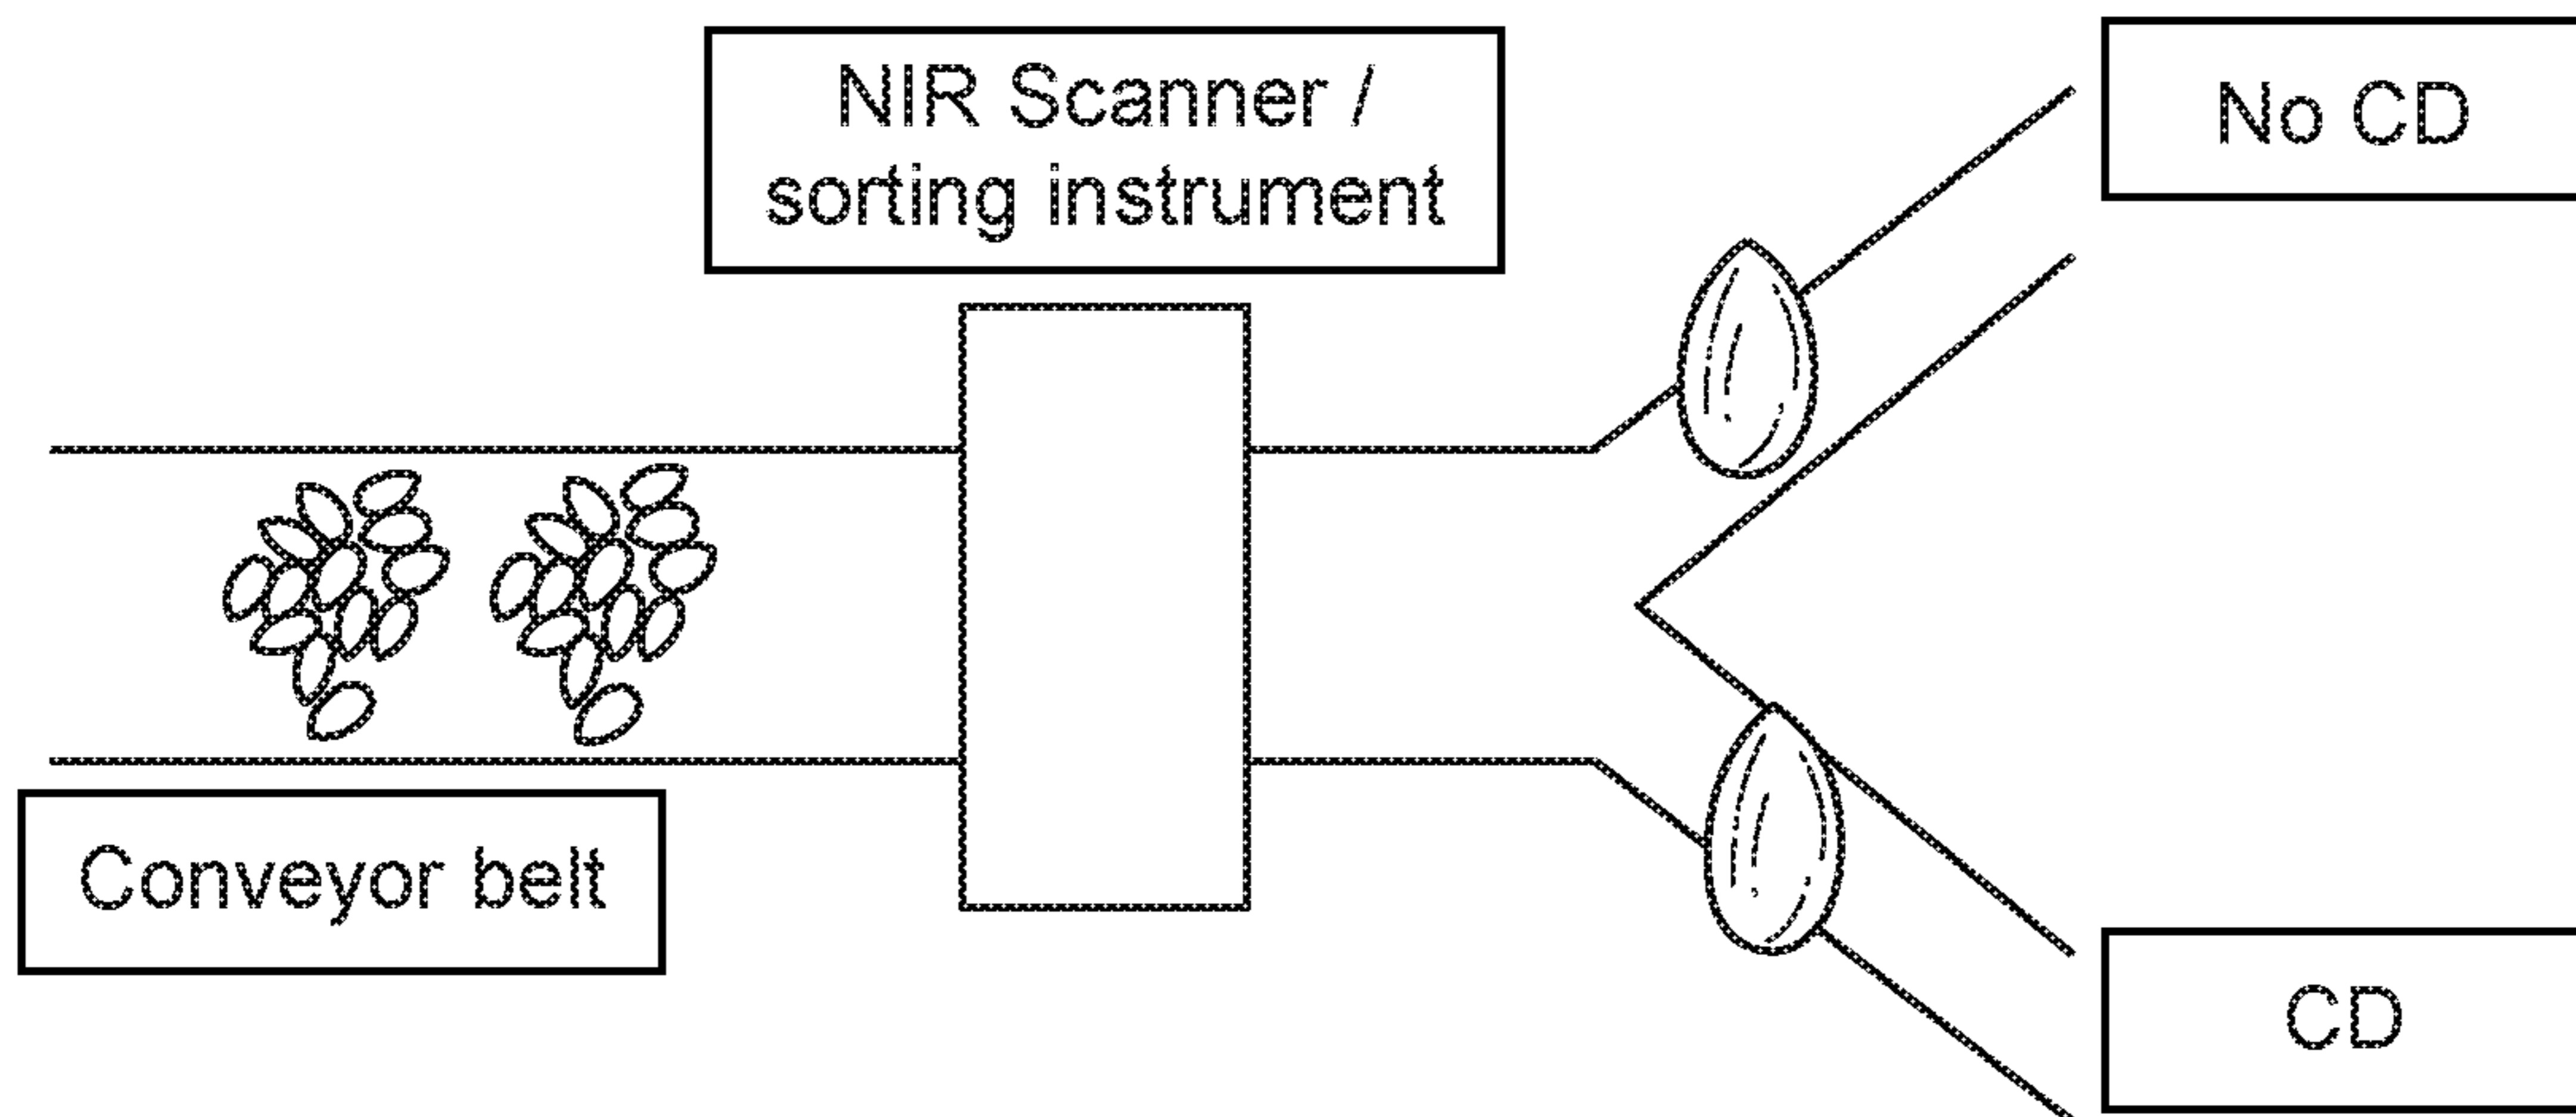 NIR Scanner /
sorting instrument
No CD
Conveyor belt
CD